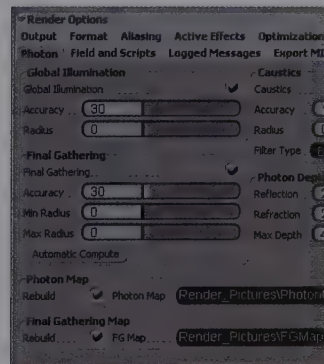 Render Options
Output Format Aliasing Active Effects Optimization
Photon Field and Scripts Logged Messages Export MI
Global Illumination
Global Illumination
Accuracy 30
Radius 0
Caustics
Caustics
Accuracy
Radius
Filter Type
Final Gathering
Final Gathering
Accuracy 30
Min Radius 0
Max Radius 0
Automatic Compute
Photon Dep
Reflection
Refraction
Max Depth
Photon Map
Rebuild Photon Map Render_Pictures\Photon
Final Gathering Map
Rebuild FG Map Render_Pictures\FGMap